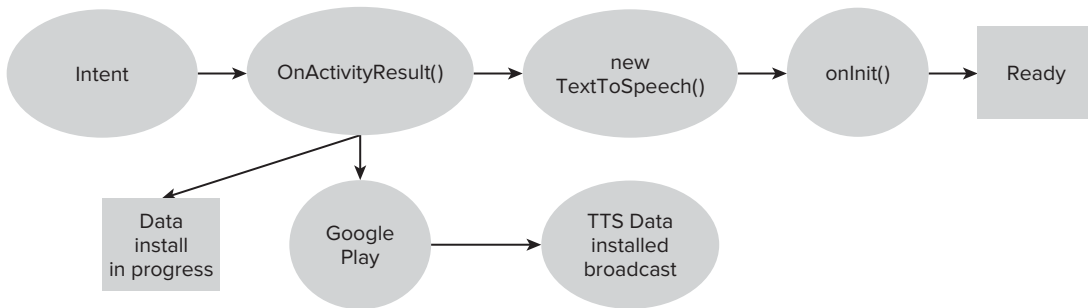 Intent
OnActivityResult()
new
TextToSpeech()
onInit()
Ready
Data
install
in progress
Google
Play
TTS Data
installed
broadcast